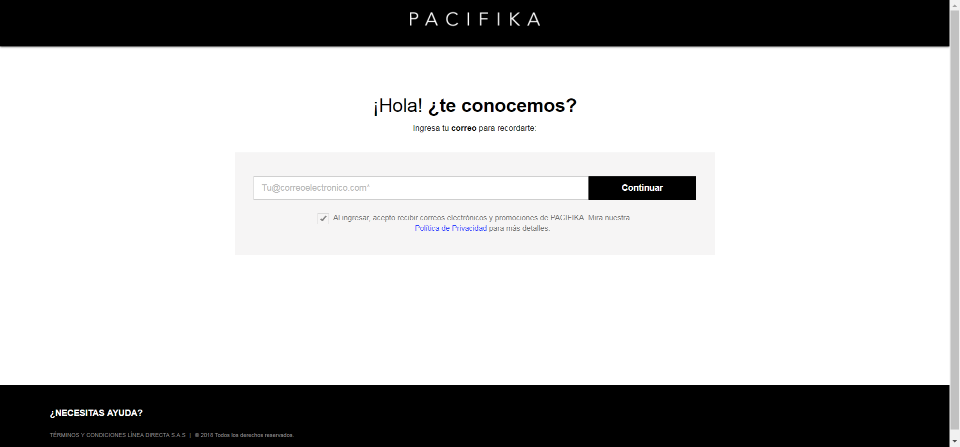 PACIFIKA
¡Hola! ¿te conocemos?
Ingresa tu correo para recordarte:
Tu@correoelectronico.com*
Continuar
Al ingresar, acepto recibir correos electrónicos y promociones de PACIFIKA. Mira nuestra
Política de Privacidad para más detalles.
¿NECESITAS AYUDA?
TÉRMINOS Y CONDICIONES LÍNEA DIRECTA S.A.S | © 2018 Todos los derechos reservados.